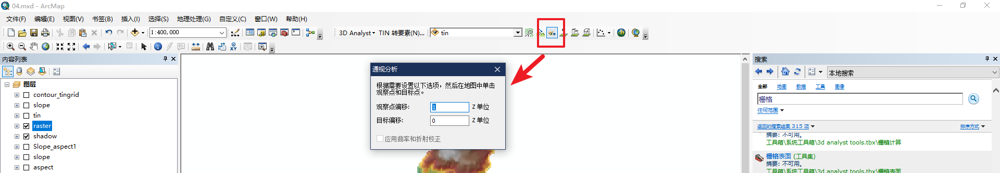 04.mxd - ArcMap
文件(F) 编辑(E) 视图(V) 书签(B) 插入(I) 选择(S) 地理处理(G) 自定义(C) 窗口(W) 帮助(H)
1:400,000
3D Analyst TIN 转要素(N)... tin
内容列表
图层
contour_tingrid
slope
tin
raster
shadow
Slope_aspect1
slope
aspect
通视分析
根据需要设置以下选项，然后在地图中单击
观察点和目标点。
观察点偏移: 1 Z 单位
目标偏移: 0 Z 单位
应用曲率和折射校正
搜索
本地搜索
全部 地图 数据 工具 图像
栅格
任何范围
返回的搜索结果 315 项 排序方式
摘要: 不可用。
工具箱\系统工具箱\3d analyst tools.tbx\栅格计算
栅格表面 (工具集)
摘要: 不可用。
工具箱\系统工具箱\3d analyst tools.tbx\栅格表面